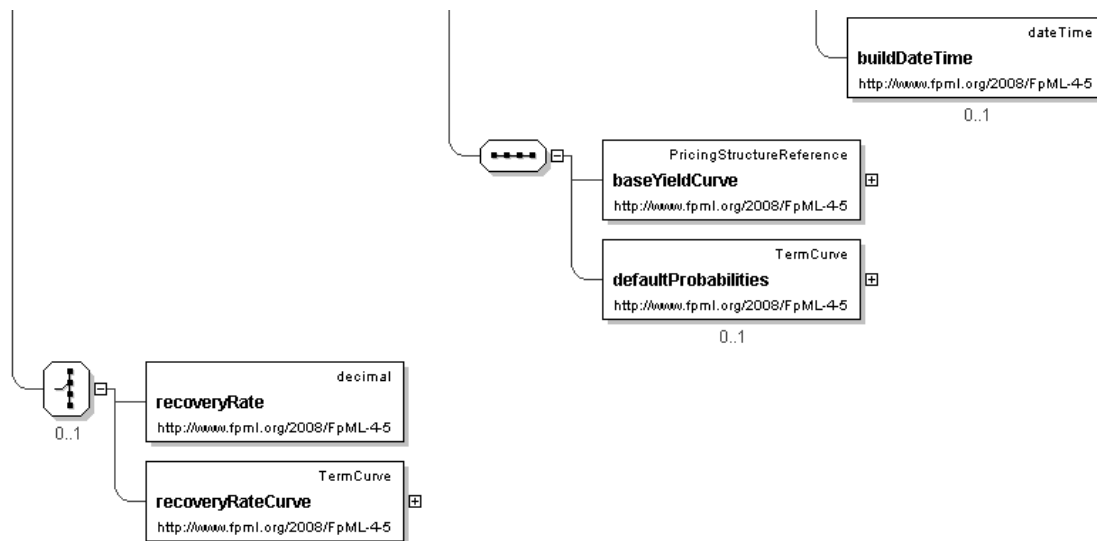 dateTime
buildDateTime
http://www.fpml.org/2008/FpML-4-5
0..1
PricingStructureReference
baseYieldCurve
http://www.fpml.org/2008/FpML-4-5
TermCurve
defaultProbabilities
http://www.fpml.org/2008/FpML-4-5
0..1
0..1
decimal
recoveryRate
http://www.fpml.org/2008/FpML-4-5
TermCurve
recoveryRateCurve
http://www.fpml.org/2008/FpML-4-5